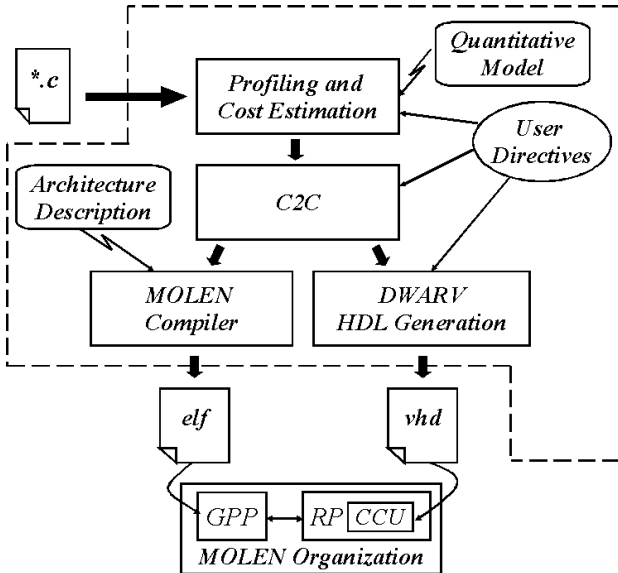 *.c
Profiling and
Cost Estimation
Quantitative
Model
User
Directives
Architecture
Description
C2C
MOLEN
Compiler
DWARV
HDL Generation
elf
vhd
GPP
RP
CCU
MOLEN Organization